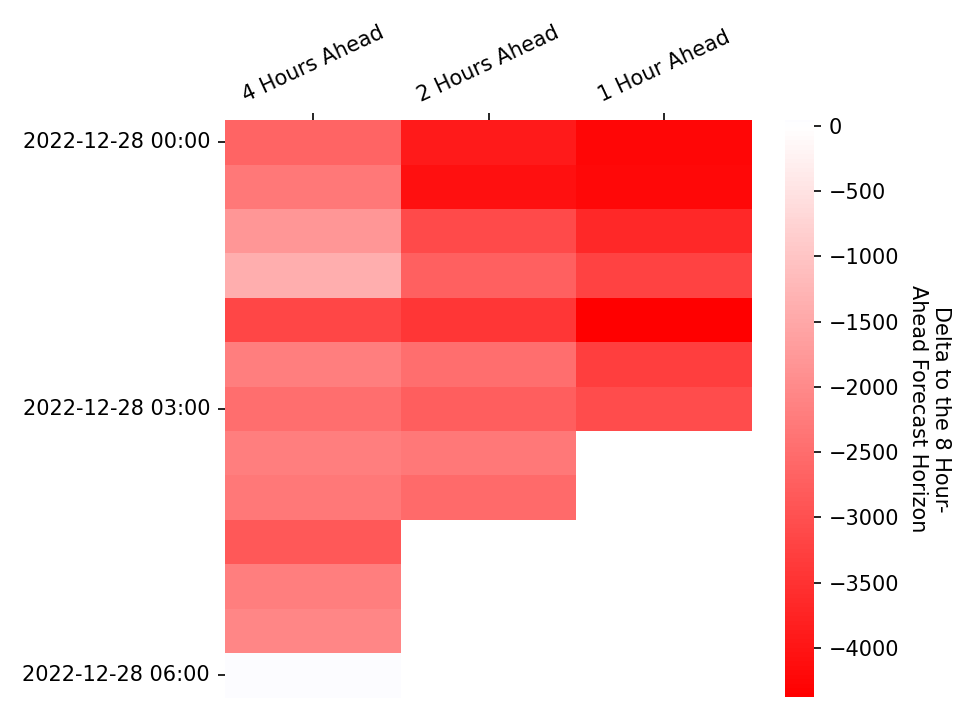 4 Hours Ahead
2 Hours Ahead
1 Hour Ahead
2022-12-28 00:00
2022-12-28 03:00
2022-12-28 06:00
0
−500
−1000
−1500
−2000
−2500
−3000
−3500
−4000
Delta to the 8 Hour-
Ahead Forecast Horizon